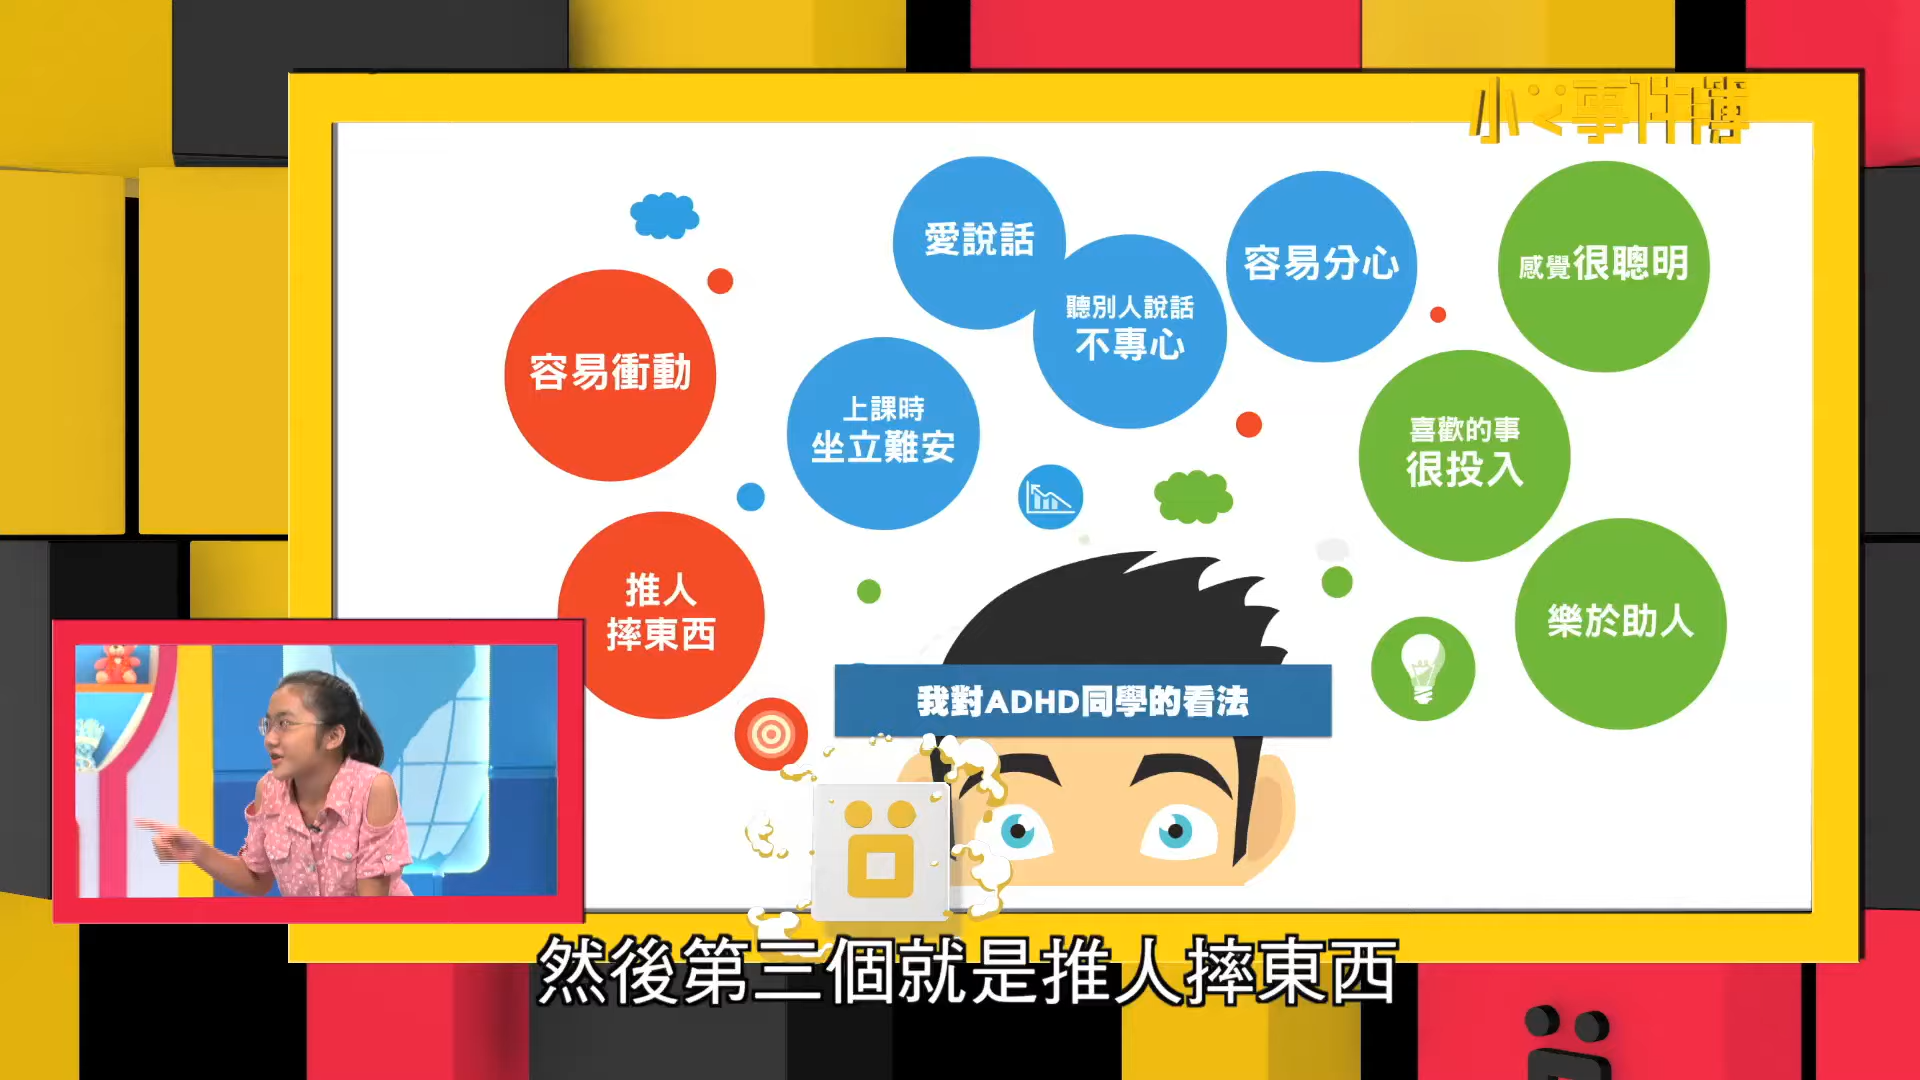 小心事件簿
愛說話
容易分心
感覺很聰明
聽別人說話
不專心
容易衝動
上課時
坐立難安
喜歡的事
很投入
推人
摔東西
樂於助人
我對ADHD同學的看法
然後第三個就是推人摔東西